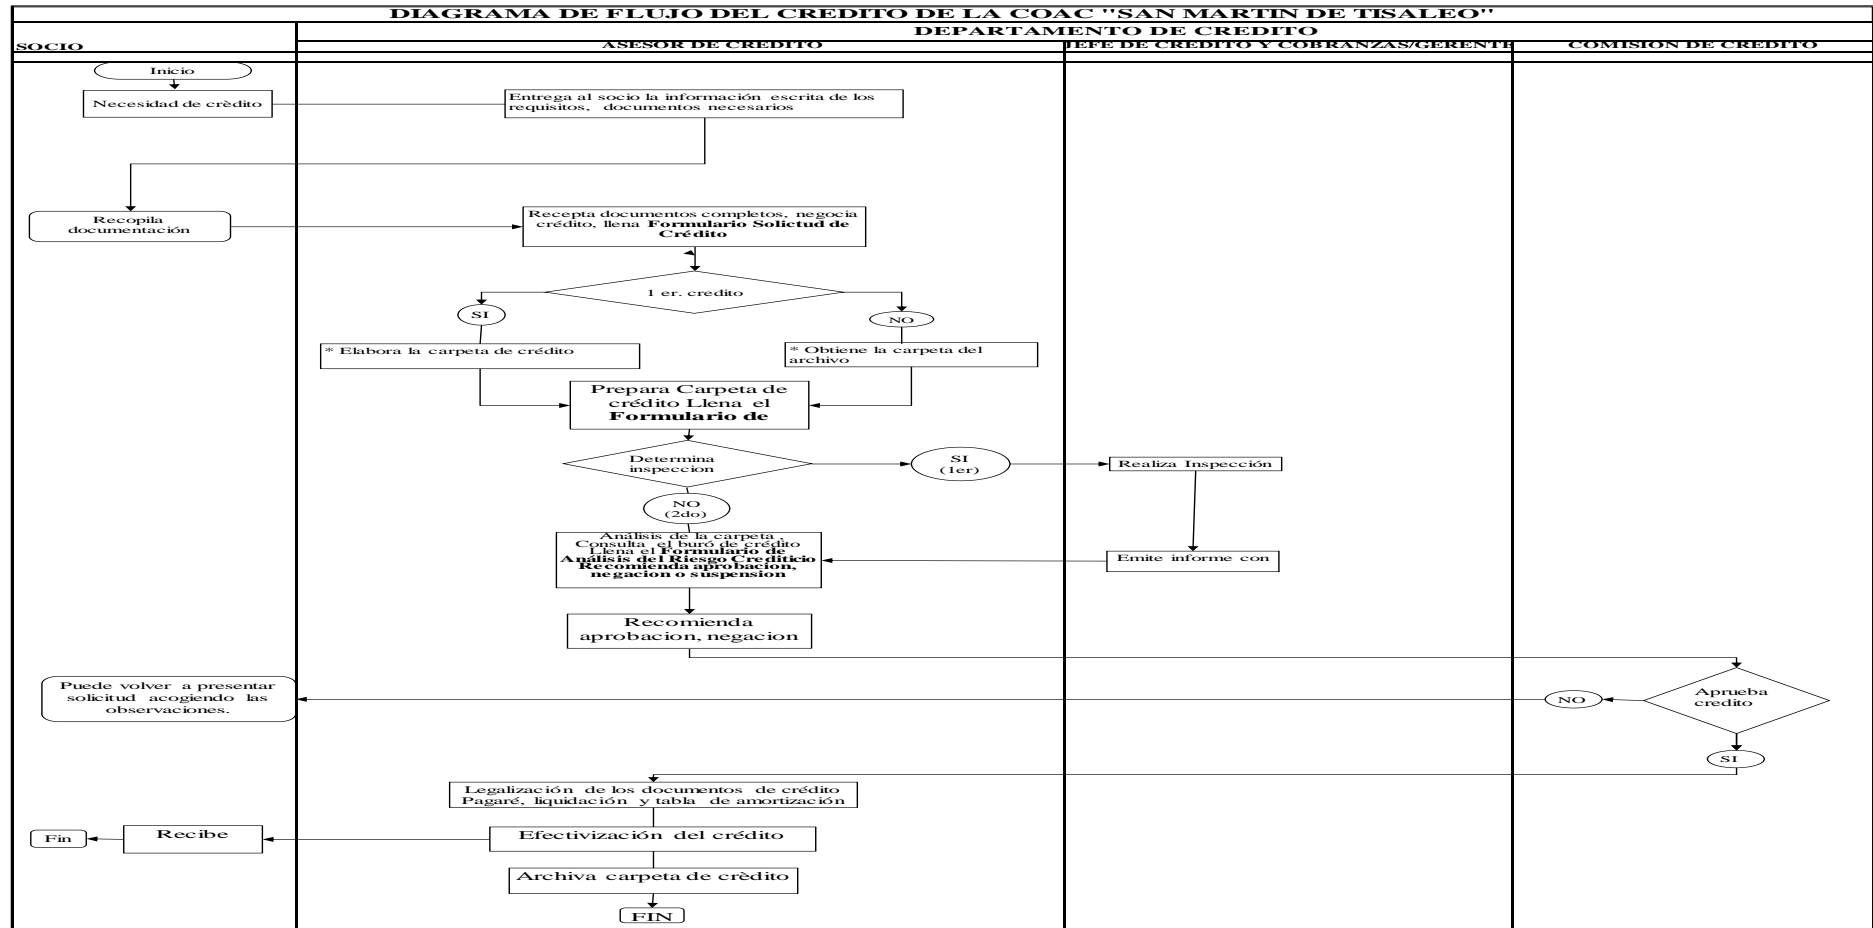 DIAGRAMA DE FLUJO DEL CREDITO DE LA COAC "SAN MARTIN DE TISALEO"
DEPARTAMENTO DE CREDITO
SOCIO
ASESOR DE CREDITO
JEFE DE CREDITO Y COBRANZAS/GERENTE
COMISION DE CREDITO
Inicio
Necesidad de crèdito
Entrega al socio la información escrita de los
requisitos, documentos necesarios
Recopila
documentación
Recepta documentos completos, negocia
crédito, llena Formulario Solictud de
Crédito
1 er. credito
SI
NO
* Elabora la carpeta de crédito
* Obtiene la carpeta del
archivo
Prepara Carpeta de
crédito Llena el
Formulario de
Determina
inspeccion
SI
(1er)
Realiza Inspección
NO
(2do)
Análisis de la carpeta ,
Consulta el buró de crédito
Llena el Formulario de
Análisis del Riesgo Crediticio
Recomienda aprobacion,
negacion o suspension
Emite informe con
Recomienda
aprobacion, negacion
Puede volver a presentar
solicitud acogiendo las
observaciones.
NO
Aprueba
credito
SI
Legalización de los documentos de crédito
Pagaré, liquidación y tabla de amortización
Fin
Recibe
Efectivización del crédito
Archiva carpeta de crèdito
FIN